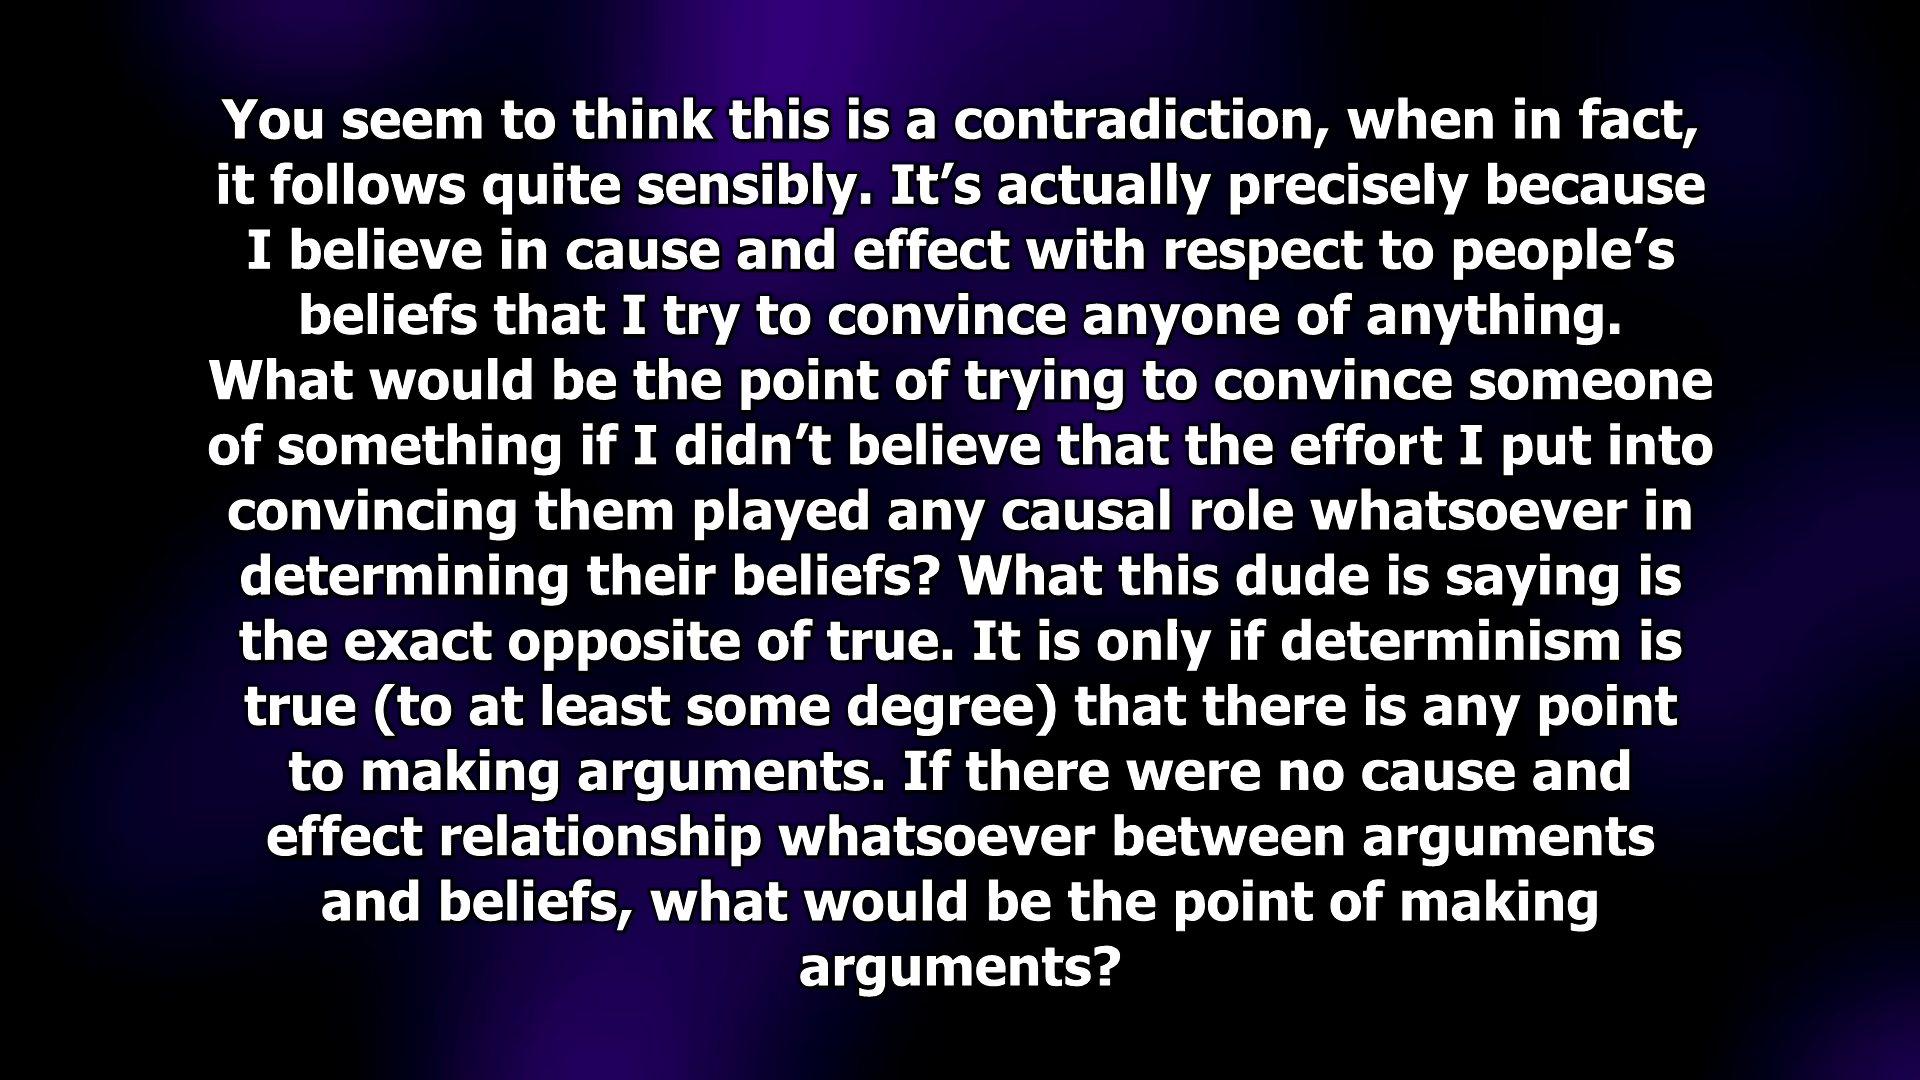 You seem to think this is a contradiction, when in fact,
it follows quite sensibly. It’s actually precisely because
I believe in cause and effect with respect to people’s
beliefs that I try to convince anyone of anything.
What would be the point of trying to convince someone
of something if I didn’t believe that the effort I put into
convincing them played any causal role whatsoever in
determining their beliefs? What this dude is saying is
the exact opposite of true. It is only if determinism is
true (to at least some degree) that there is any point
to making arguments. If there were no cause and
effect relationship whatsoever between arguments
and beliefs, what would be the point of making
arguments?